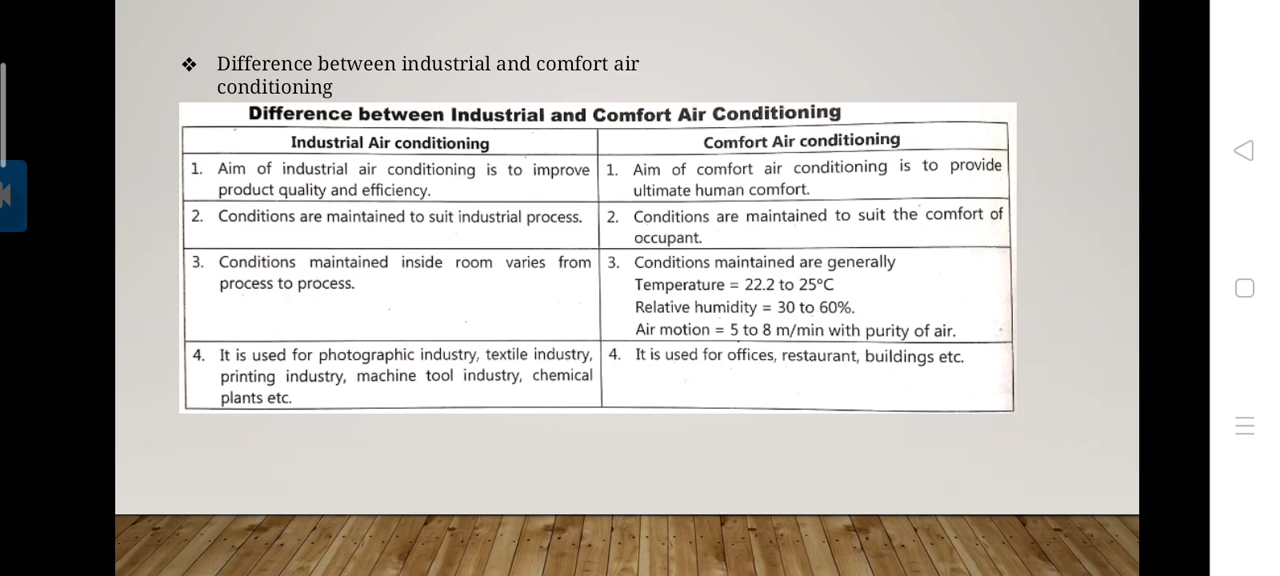 ❖ Difference between industrial and comfort air
conditioning
Difference between Industrial and Comfort Air Conditioning
Industrial Air conditioning
Comfort Air conditioning
1. Aim of industrial air conditioning is to improve
product quality and efficiency.
1. Aim of comfort air conditioning is to provide
ultimate human comfort.
2. Conditions are maintained to suit industrial process.
2. Conditions are maintained to suit the comfort of
occupant.
3. Conditions maintained inside room varies from
process to process.
3. Conditions maintained are generally
Temperature = 22.2 to 25°C
Relative humidity = 30 to 60%.
Air motion = 5 to 8 m/min with purity of air.
4. It is used for photographic industry, textile industry,
printing industry, machine tool industry, chemical
plants etc.
4. It is used for offices, restaurant, buildings etc.